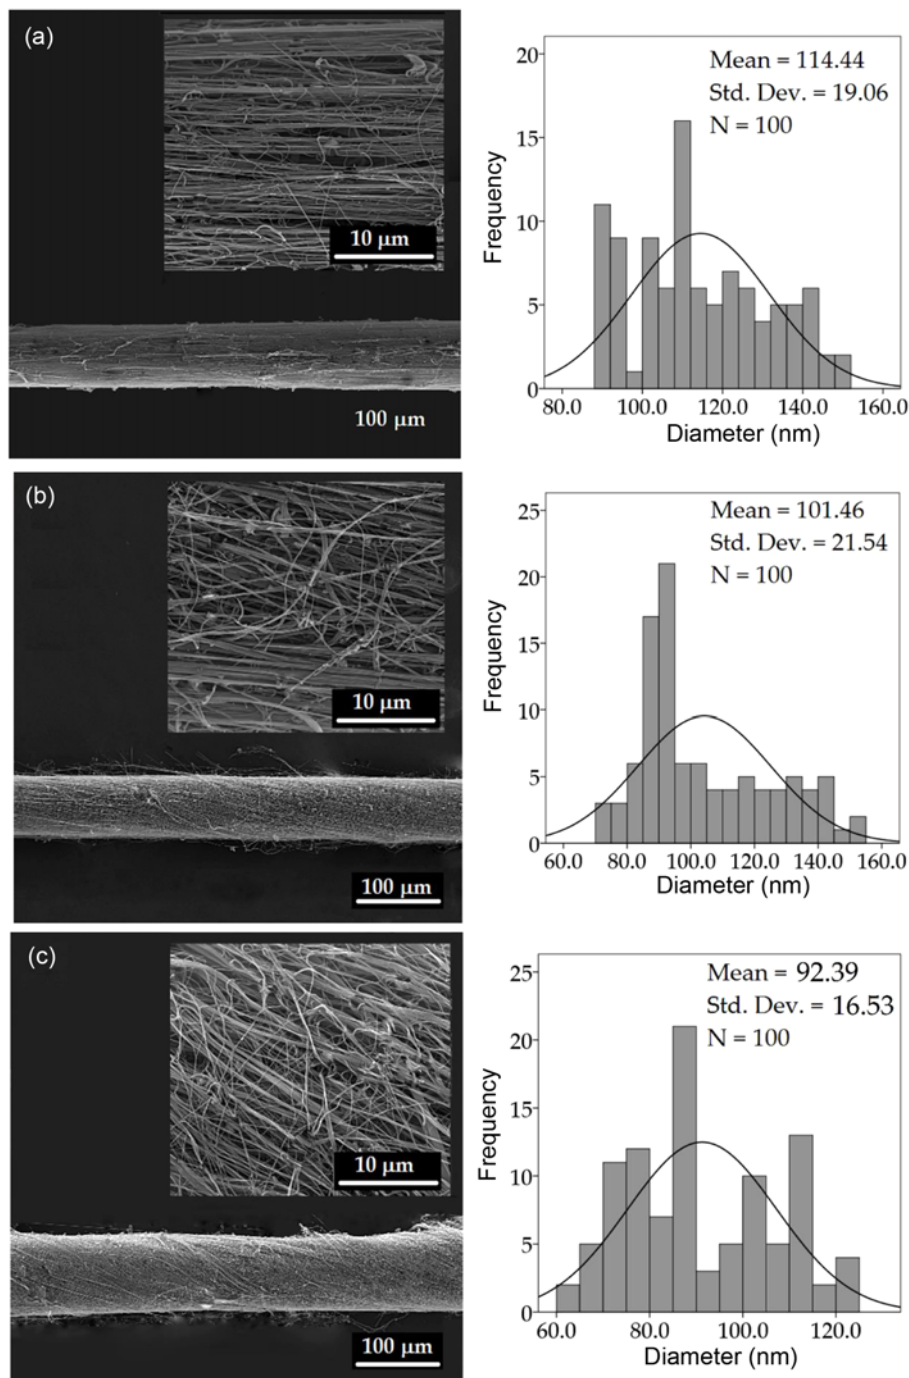 (a)
10 µm
100 µm
Mean = 114.44
Std. Dev. = 19.06
N = 100
Frequency
20
15
10
5
0
80.0 100.0 120.0 140.0 160.0
Diameter (nm)
(b)
10 µm
100 µm
Mean = 101.46
Std. Dev. = 21.54
N = 100
Frequency
25
20
15
10
5
0
60.0 80.0 100.0 120.0 140.0 160.0
Diameter (nm)
(c)
10 µm
100 µm
Mean = 92.39
Std. Dev. = 16.53
N = 100
Frequency
25
20
15
10
5
0
60.0 80.0 100.0 120.0
Diameter (nm)